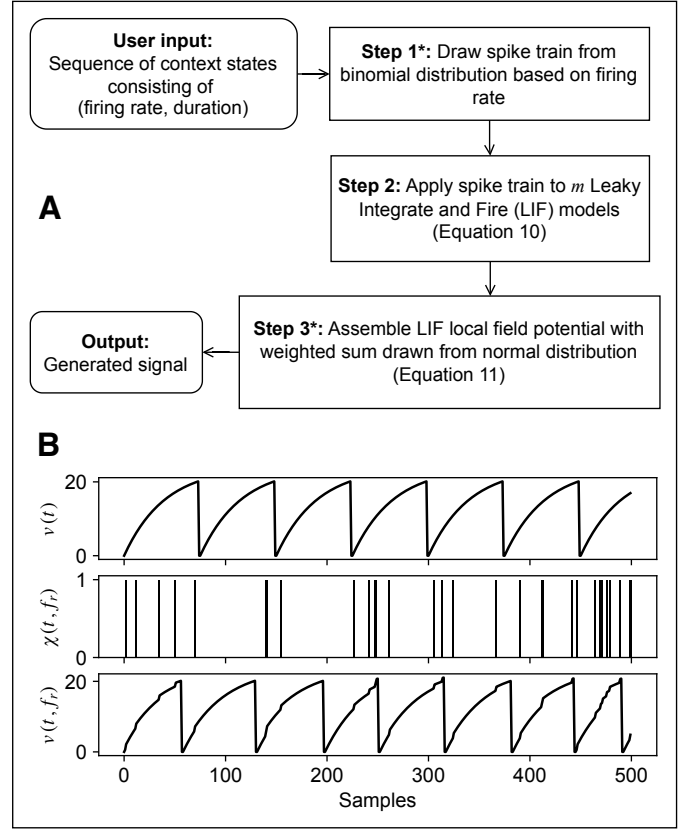 User input:
Sequence of context states
consisting of
(firing rate, duration)
Step 1*: Draw spike train from
binomial distribution based on firing
rate
A
Step 2: Apply spike train to m Leaky
Integrate and Fire (LIF) models
(Equation 10)
Output:
Generated signal
Step 3*: Assemble LIF local field potential with
weighted sum drawn from normal distribution
(Equation 11)
B
v(t)
20
0
χ(t, fr)
1
0
v(t, fr)
20
0
0 100 200 300 400 500
Samples